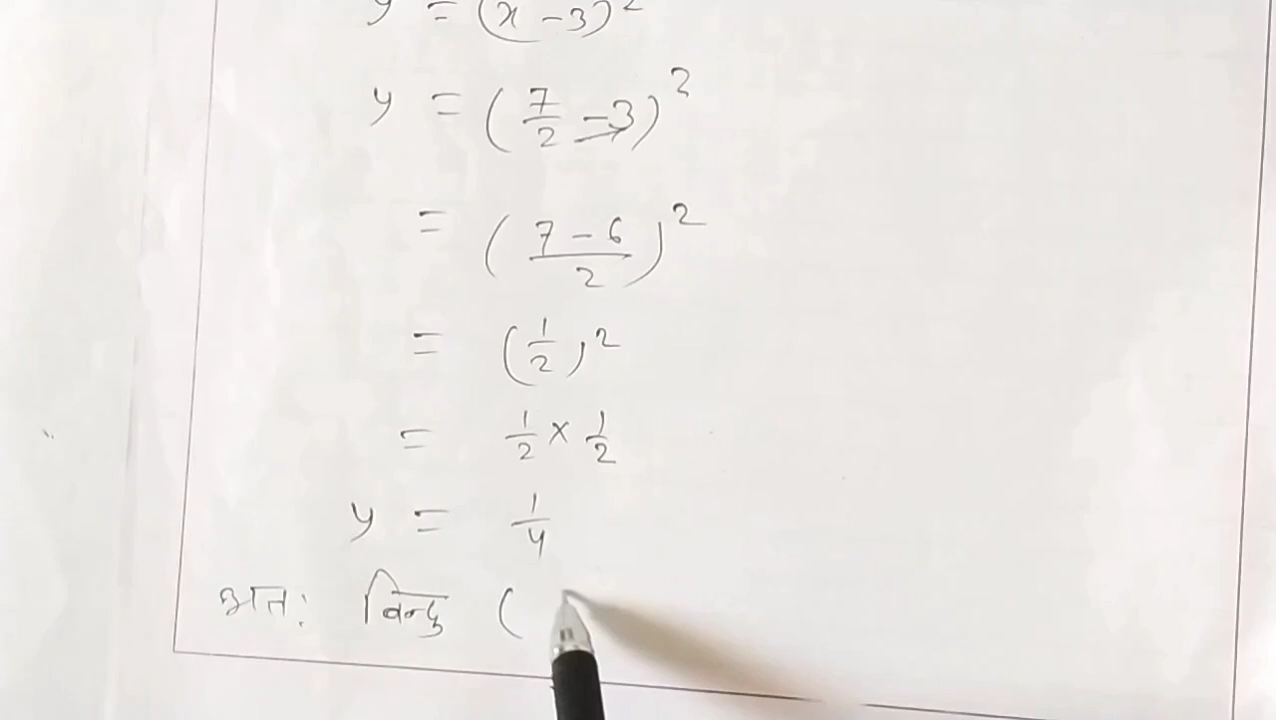 y = (x - 3)²
y = (7/2 - 3)²
= ((7 - 6)/2)²
= (1/2)²
= 1/2 × 1/2
y = 1/4
अतः बिन्दु (